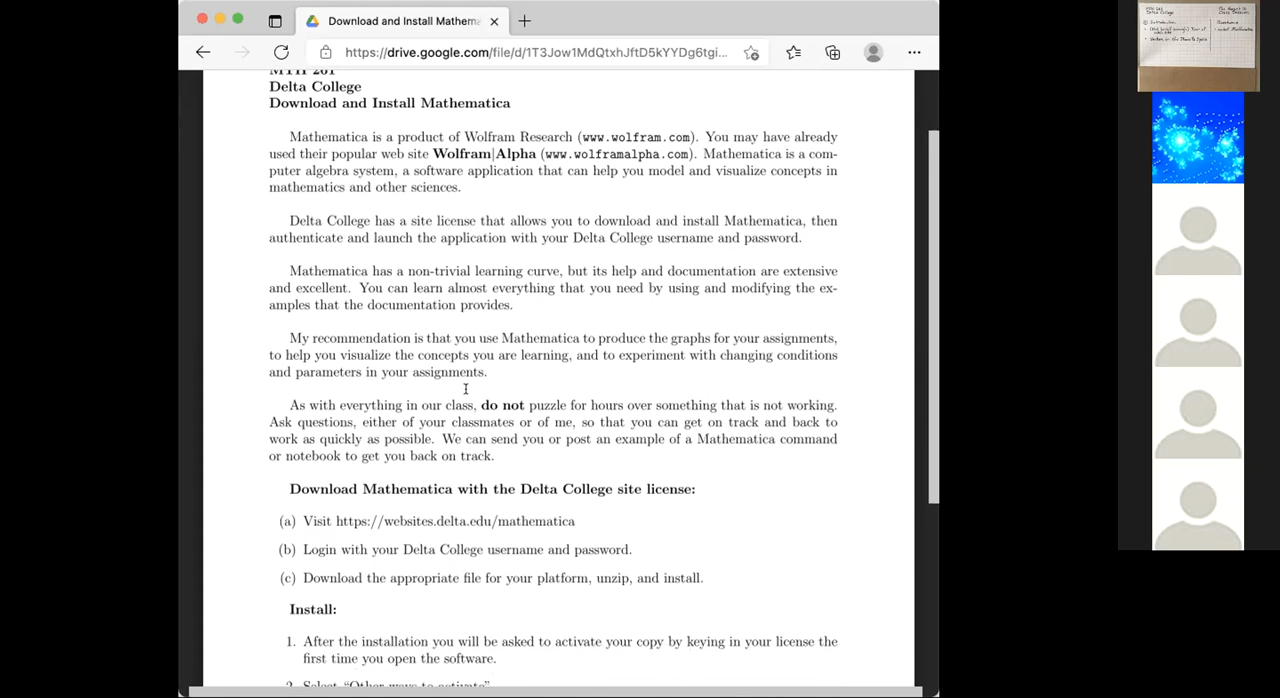 Download and Install Mathema
https://drive.google.com/file/d/1T3Jow1MdQtxhJftD5kYYDg6tgi...
MTH 261
Delta College
Download and Install Mathematica
Mathematica is a product of Wolfram Research (www.wolfram.com). You may have already
used their popular web site Wolfram|Alpha (www.wolframalpha.com). Mathematica is a com-
puter algebra system, a software application that can help you model and visualize concepts in
mathematics and other sciences.
Delta College has a site license that allows you to download and install Mathematica, then
authenticate and launch the application with your Delta College username and password.
Mathematica has a non-trivial learning curve, but its help and documentation are extensive
and excellent. You can learn almost everything that you need by using and modifying the ex-
amples that the documentation provides.
My recommendation is that you use Mathematica to produce the graphs for your assignments,
to help you visualize the concepts you are learning, and to experiment with changing conditions
and parameters in your assignments.
As with everything in our class, do not puzzle for hours over something that is not working.
Ask questions, either of your classmates or of me, so that you can get on track and back to
work as quickly as possible. We can send you or post an example of a Mathematica command
or notebook to get you back on track.
Download Mathematica with the Delta College site license:
(a) Visit https://websites.delta.edu/mathematica
(b) Login with your Delta College username and password.
(c) Download the appropriate file for your platform, unzip, and install.
Install:
1. After the installation you will be asked to activate your copy by keying in your license the
first time you open the software.
2. Select "Other ways to activate"
Delta College